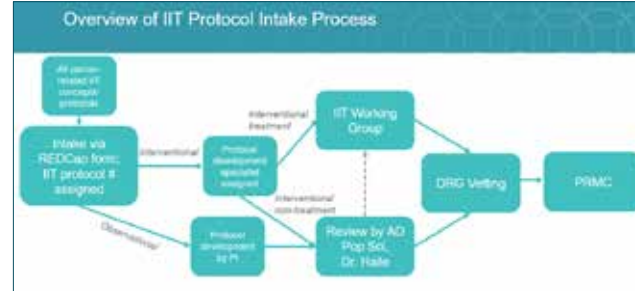 Overview of IIT Protocol Intake Process
All cancer-
related IIT
concepts/
protocols
Intake via
REDCap form;
IIT protocol #
assigned
Interventional
Observational
Protocol
development
specialist
assigned
Protocol
development
by PI
Interventional
treatment
Interventional
non-treatment
IIT Working
Group
Review by AD
Pop Sci,
Dr. Haile
DRG Vetting
PRMC